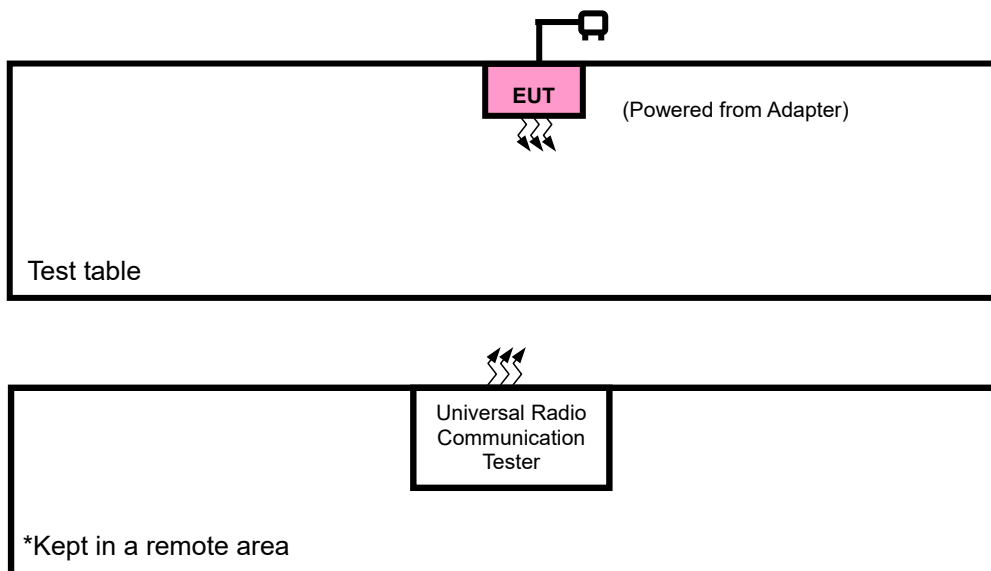 EUT
(Powered from Adapter)
Test table
Universal Radio
Communication
Tester
*Kept in a remote area